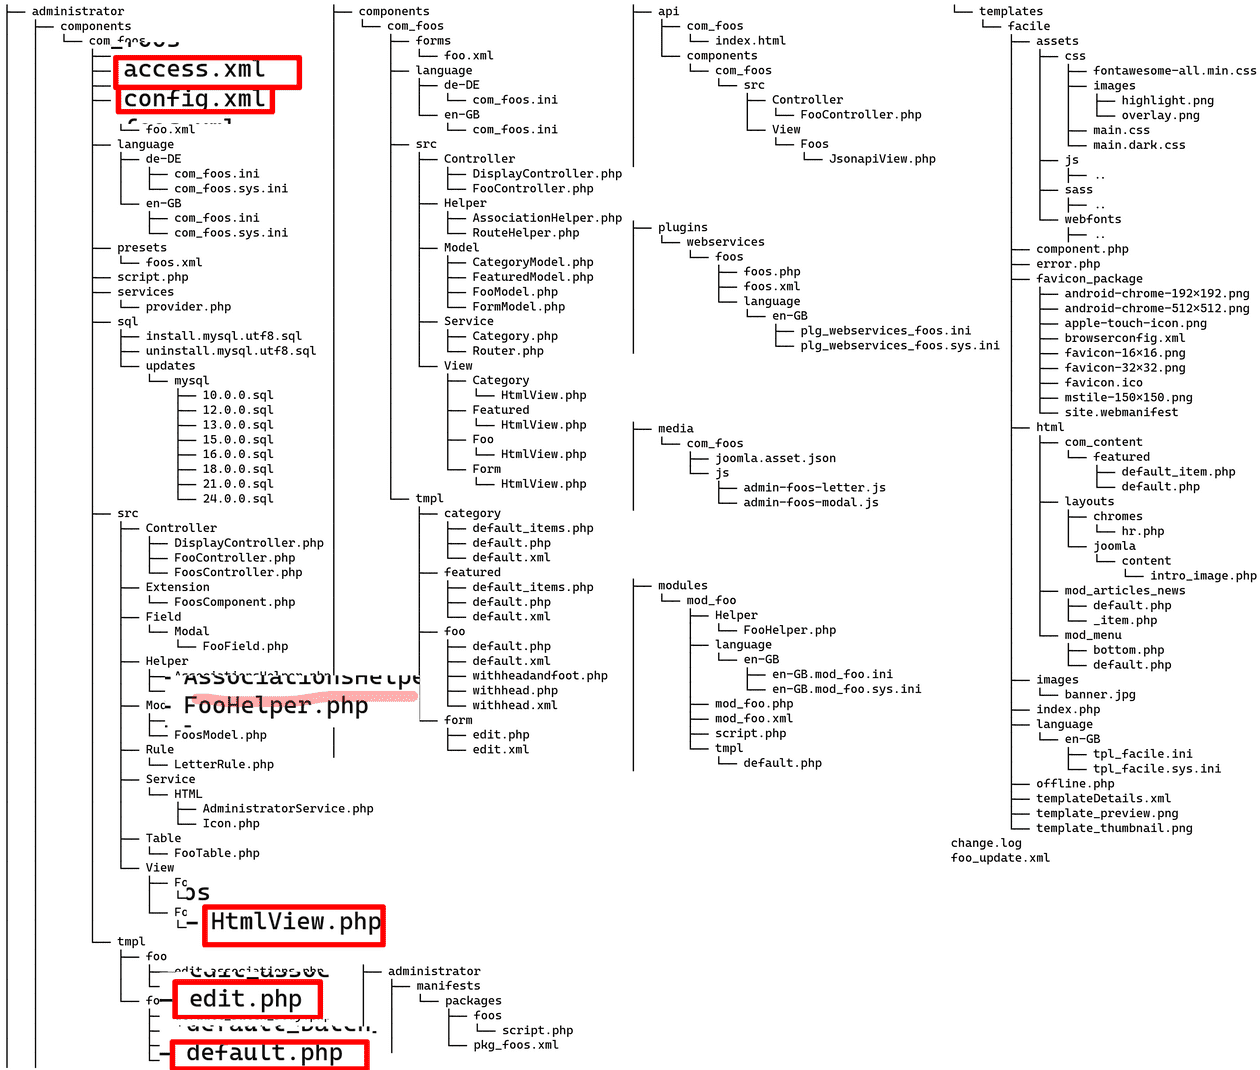 administrator
components
com_foos
access.xml
config.xml
foo.xml
language
de-DE
com_foos.ini
com_foos.sys.ini
en-GB
com_foos.ini
com_foos.sys.ini
presets
foos.xml
script.php
services
provider.php
sql
install.mysql.utf8.sql
uninstall.mysql.utf8.sql
updates
mysql
10.0.0.sql
12.0.0.sql
13.0.0.sql
15.0.0.sql
16.0.0.sql
18.0.0.sql
21.0.0.sql
24.0.0.sql
src
Controller
DisplayController.php
FooController.php
FoosController.php
Extension
FoosComponent.php
Field
Modal
FooField.php
Helper
AssociationsHelpe
FooHelper.php
Moc
FoosModel.php
Rule
LetterRule.php
Service
HTML
AdministratorService.php
Icon.php
Table
FooTable.php
View
HtmlView.php
tmpl
foo
edit_associations.php
edit.php
fo
default_batch_
default.php
components
com_foos
forms
foo.xml
language
de-DE
com_foos.ini
en-GB
com_foos.ini
src
Controller
DisplayController.php
FooController.php
Helper
AssociationHelper.php
RouteHelper.php
Model
CategoryModel.php
FeaturedModel.php
FooModel.php
FormModel.php
Service
Category.php
Router.php
View
Category
HtmlView.php
Featured
HtmlView.php
Foo
HtmlView.php
Form
HtmlView.php
tmpl
category
default_items.php
default.php
default.xml
featured
default_items.php
default.php
default.xml
foo
default.php
default.xml
withheadandfoot.php
withhead.php
withhead.xml
form
edit.php
edit.xml
administrator
manifests
packages
foos
script.php
pkg_foos.xml
api
com_foos
index.html
components
com_foos
src
Controller
FooController.php
View
Foos
JsonapiView.php
plugins
webservices
foos
foos.php
foos.xml
language
en-GB
plg_webservices_foos.ini
plg_webservices_foos.sys.ini
media
com_foos
joomla.asset.json
js
admin-foos-letter.js
admin-foos-modal.js
modules
mod_foo
Helper
FooHelper.php
language
en-GB
en-GB.mod_foo.ini
en-GB.mod_foo.sys.ini
mod_foo.php
mod_foo.xml
script.php
tmpl
default.php
templates
facile
assets
css
fontawesome-all.min.css
images
highlight.png
overlay.png
main.css
main.dark.css
js
..
sass
..
webfonts
..
component.php
error.php
favicon_package
android-chrome-192×192.png
android-chrome-512×512.png
apple-touch-icon.png
browserconfig.xml
favicon-16×16.png
favicon-32×32.png
favicon.ico
mstile-150×150.png
site.webmanifest
html
com_content
featured
default_item.php
default.php
layouts
chromes
hr.php
joomla
content
intro_image.php
mod_articles_news
default.php
_item.php
mod_menu
bottom.php
default.php
images
banner.jpg
index.php
language
en-GB
tpl_facile.ini
tpl_facile.sys.ini
offline.php
templateDetails.xml
template_preview.png
template_thumbnail.png
change.log
foo_update.xml